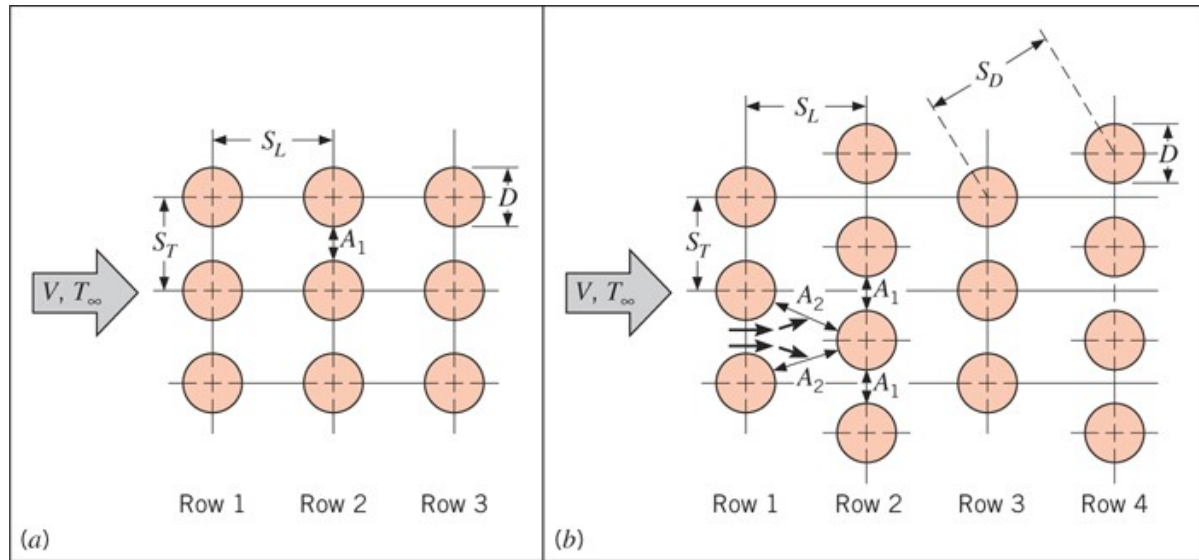 S_L
D
S_T
A_1
V, T_∞
Row 1 Row 2 Row 3
(a)
S_D
S_L
D
S_T
A_2
A_1
V, T_∞
A_2
A_1
Row 1 Row 2 Row 3 Row 4
(b)